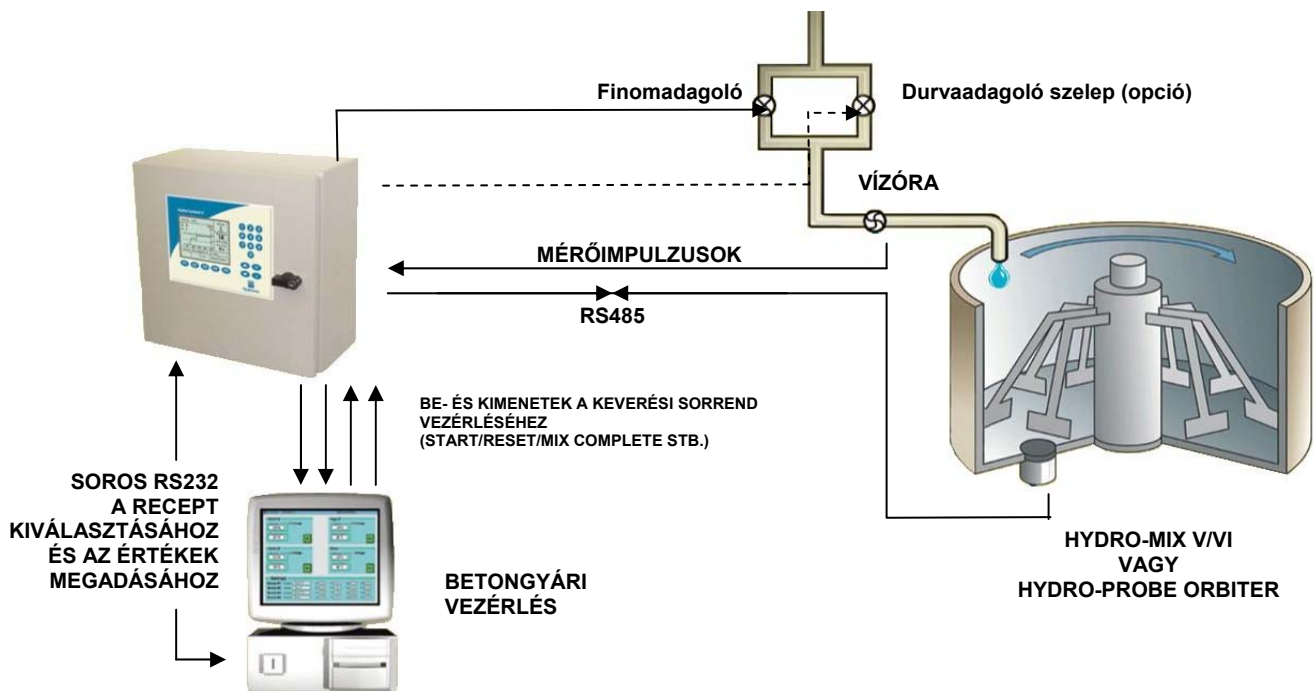 Finomadagoló
Durvaadagoló szelep (opció)
VÍZÓRA
MÉRŐIMPULZUSOK
RS485
BE- ÉS KIMENETEK A KEVERÉSI SORREND
VEZÉRLÉSÉHEZ
(START/RESET/MIX COMPLETE STB.)
SOROS RS232
A RECEPT
KIVÁLASZTÁSÁHOZ
ÉS AZ ÉRTÉKEK
MEGADÁSÁHOZ
BETONGYÁRI
VEZÉRLÉS
HYDRO-MIX V/VI
VAGY
HYDRO-PROBE ORBITER